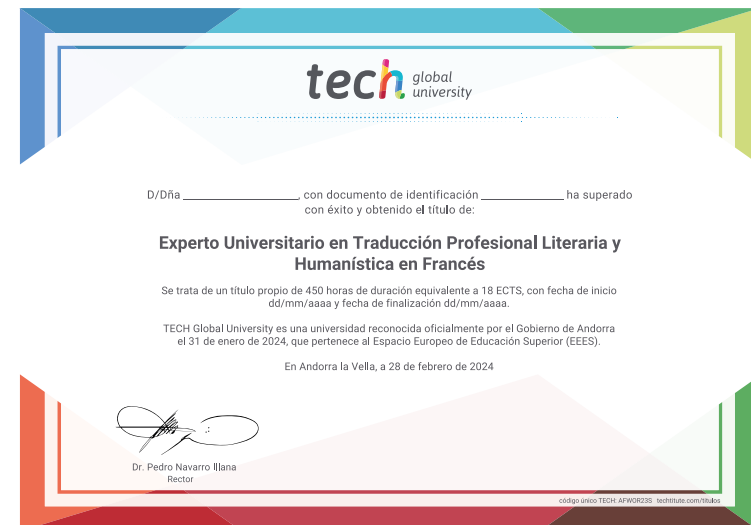 tech global university
D/Dña ____________, con documento de identificación ____________ ha superado
con éxito y obtenido el título de:
Experto Universitario en Traducción Profesional Literaria y
Humanística en Francés
Se trata de un título propio de 450 horas de duración equivalente a 18 ECTS, con fecha de inicio
dd/mm/aaaa y fecha de finalización dd/mm/aaaa.
TECH Global University es una universidad reconocida oficialmente por el Gobierno de Andorra
el 31 de enero de 2024, que pertenece al Espacio Europeo de Educación Superior (EEES).
En Andorra la Vella, a 28 de febrero de 2024
Dr. Pedro Navarro Illana
Rector
código único TECH: AFWOR23S techtitute.com/titulos